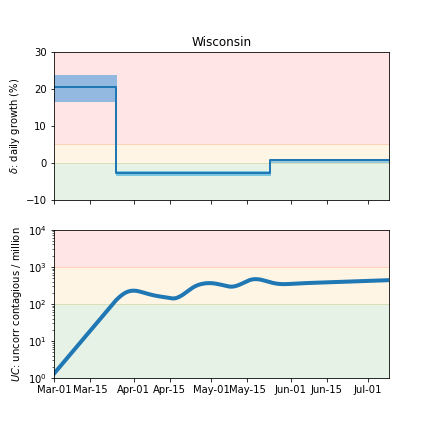 Wisconsin
30
20
10
0
−10
δ: daily growth (%)
10⁴
10³
10²
10¹
10⁰
UC: uncorr contagious / million
Mar-01 Mar-15 Apr-01 Apr-15 May-01 May-15 Jun-01 Jun-15 Jul-01